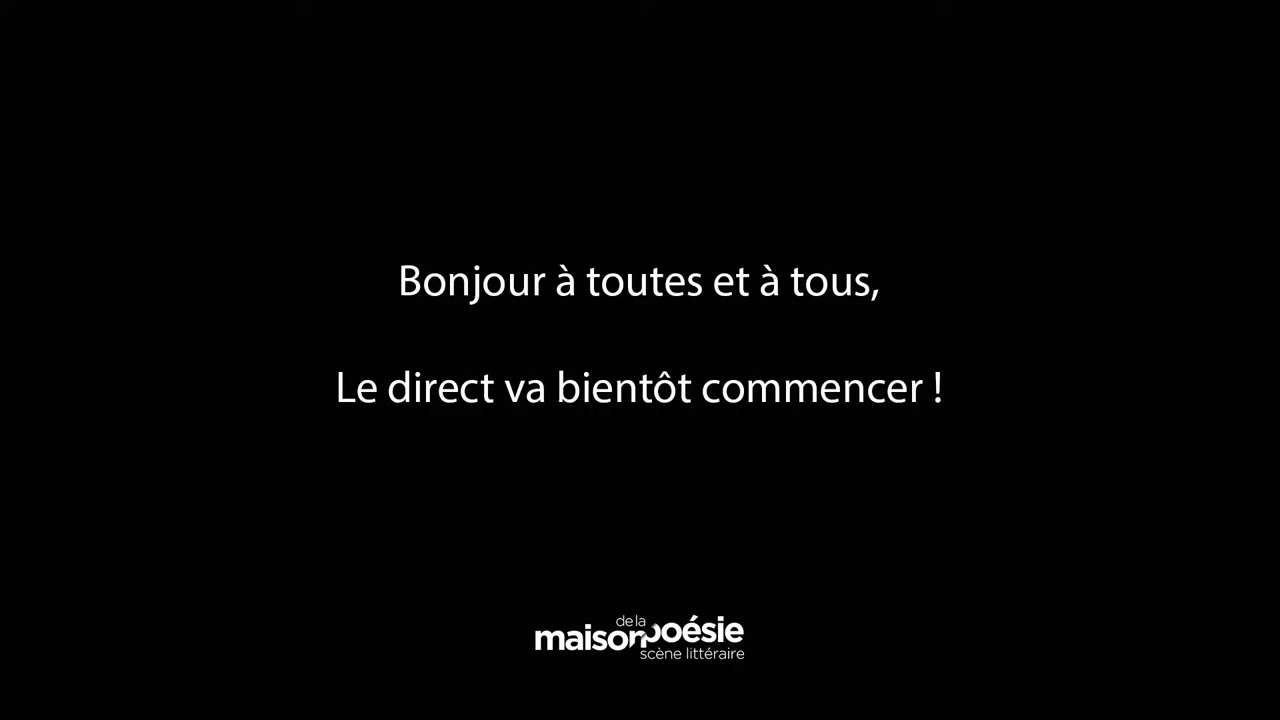 Bonjour à toutes et à tous,
Le direct va bientôt commencer !
de la
maison poésie
scène littéraire